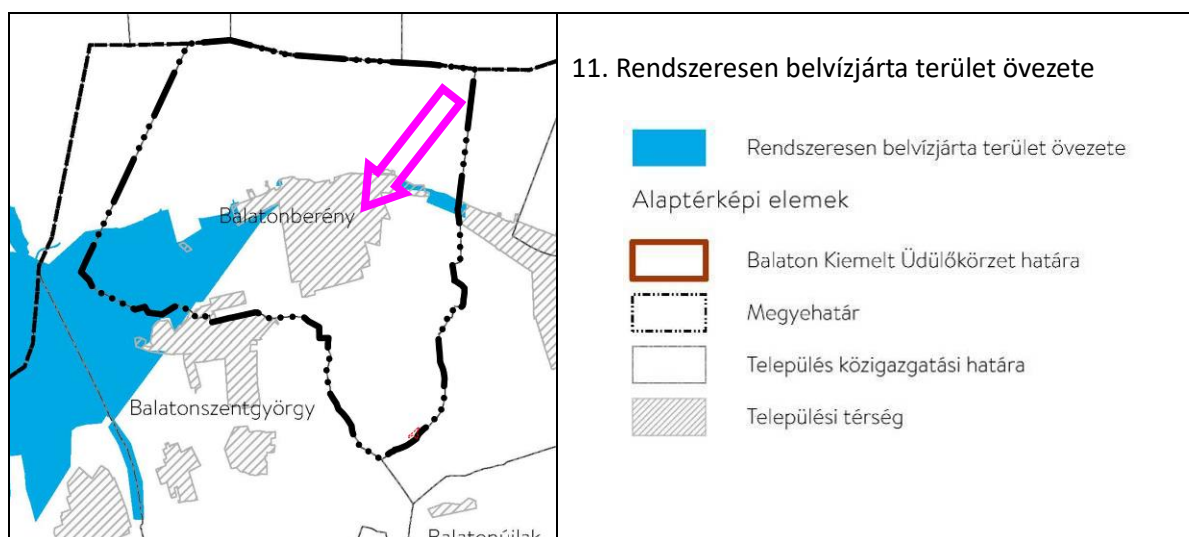 Balatonberény
Balatonszentgyörgy
Balatonújlak
11. Rendszeresen belvízjárta terület övezete
Rendszeresen belvízjárta terület övezete
Alaptérképi elemek
Balaton Kiemelt Üdülőkörzet határa
Megyehatár
Település közigazgatási határa
Települési térség